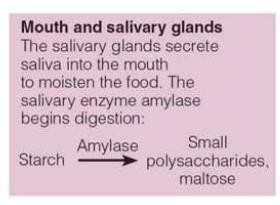 Mouth and salivary glands
The salivary glands secrete
saliva into the mouth
to moisten the food. The
salivary enzyme amylase
begins digestion:
Starch Amylase Small
polysaccharides,
maltose